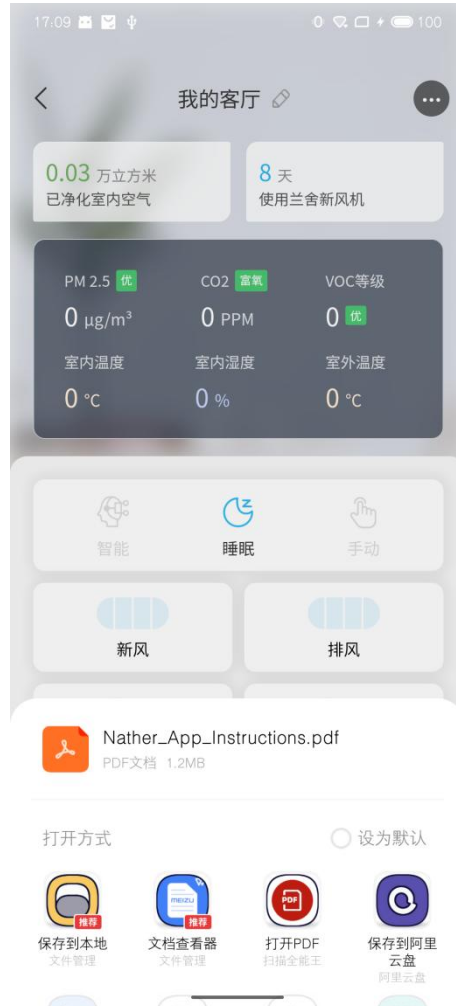 17:09
100
我的客厅
0.03 万立方米
已净化室内空气
8 天
使用兰舍新风机
PM 2.5 优
CO2 富氧
VOC等级
0 μg/m³
0 PPM
0 优
室内温度
室内湿度
室外温度
0 ℃
0 %
0 ℃
智能
睡眠
手动
新风
排风
Nather_App_Instructions.pdf
PDF文档 1.2MB
打开方式
设为默认
MEIZU
PDF
推荐
推荐
保存到本地
文档查看器
打开PDF
保存到阿里
云盘
文件管理
文件管理
扫描全能王
阿里云盘